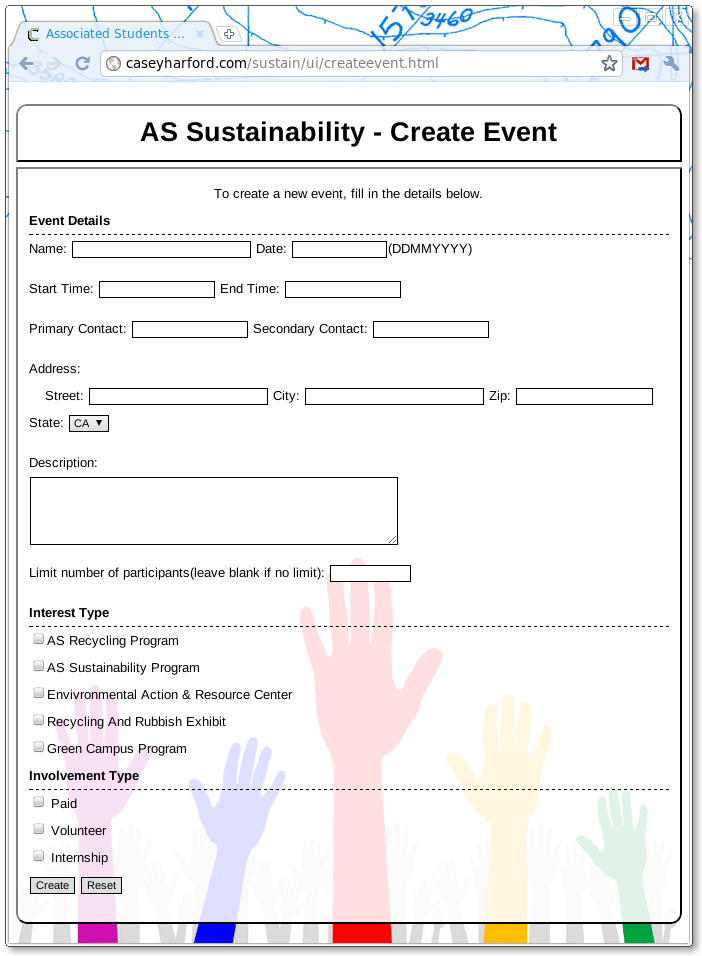 3460
Associated Students ...
caseyharford.com/sustain/ui/createevent.html
AS Sustainability - Create Event
To create a new event, fill in the details below.
Event Details
Name: Date: (DDMMYYYY)
Start Time: End Time:
Primary Contact: Secondary Contact:
Address:
Street: City: Zip:
State: CA ▼
Description:
Limit number of participants(leave blank if no limit):
Interest Type
AS Recycling Program
AS Sustainability Program
Envivronmental Action & Resource Center
Recycling And Rubbish Exhibit
Green Campus Program
Involvement Type
Paid
Volunteer
Internship
Create Reset